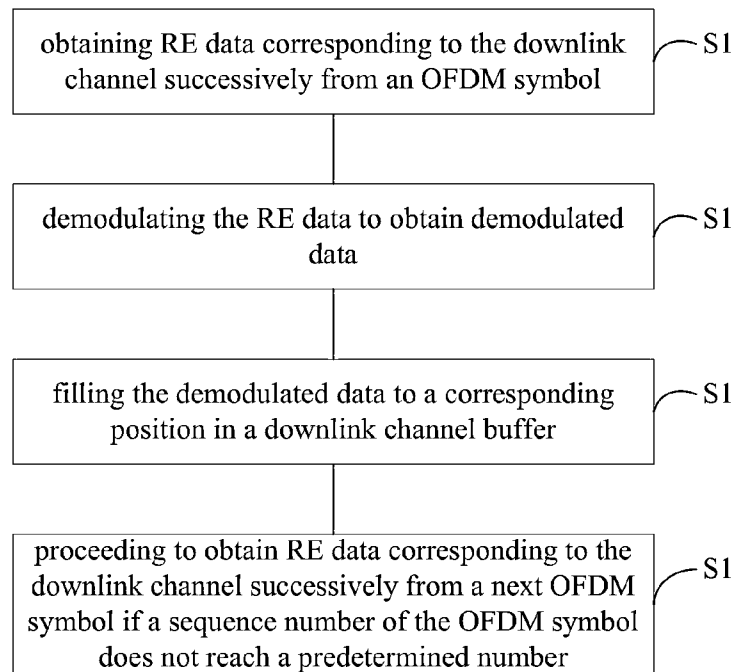 obtaining RE data corresponding to the downlink
channel successively from an OFDM symbol
S1
demodulating the RE data to obtain demodulated
data
S1
filling the demodulated data to a corresponding
position in a downlink channel buffer
S1
proceeding to obtain RE data corresponding to the
downlink channel successively from a next OFDM
symbol if a sequence number of the OFDM symbol
does not reach a predetermined number
S1